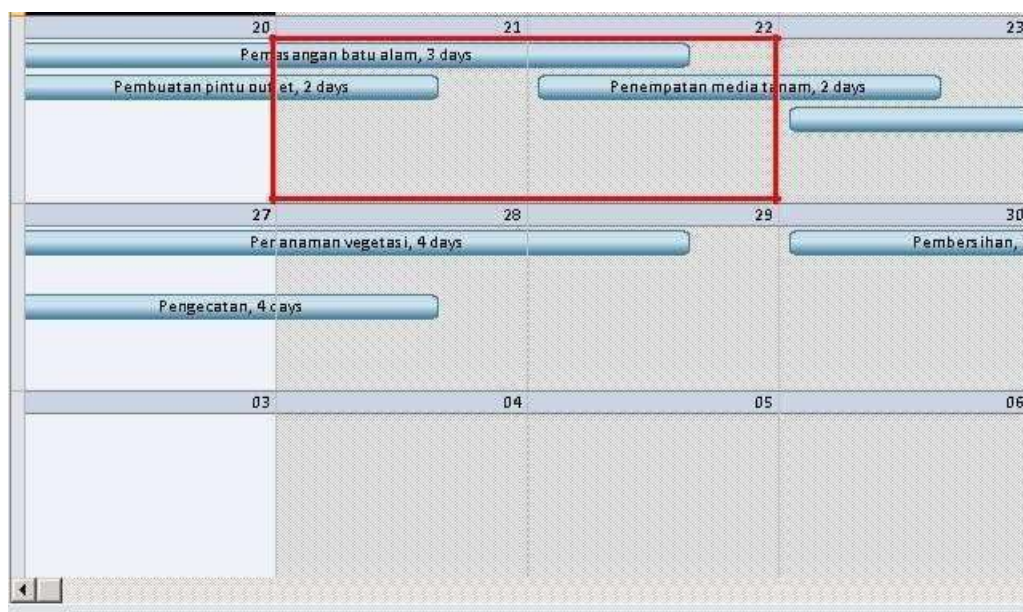 20 21 22 23
Pemasangan batu alam, 3 days
Pembuatan pintu outlet, 2 days Penempatan media tanam, 2 days
27 28 29 30
Penanaman vegetasi, 4 days Pembersihan,
Pengecatan, 4 days
03 04 05 06